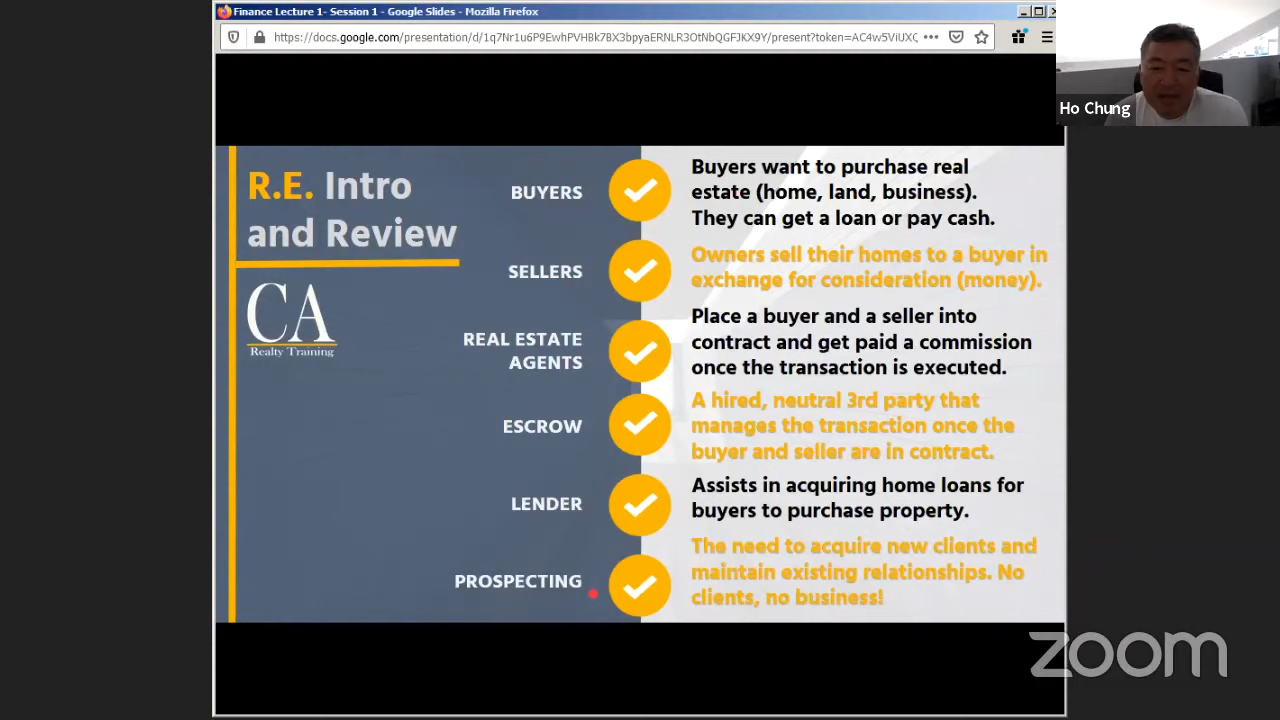 Finance Lecture 1- Session 1 - Google Slides - Mozilla Firefox
https://docs.google.com/presentation/d/1q7Nr1u6P9EwhPVHBk7BX3bpyaERNLR3OtNbQGFJKX9Y/present?token=AC4w5ViUXC
Ho Chung
R.E. Intro
and Review
CA
Realty Training
BUYERS
Buyers want to purchase real
estate (home, land, business).
They can get a loan or pay cash.
SELLERS
Owners sell their homes to a buyer in
exchange for consideration (money).
REAL ESTATE
AGENTS
Place a buyer and a seller into
contract and get paid a commission
once the transaction is executed.
ESCROW
A hired, neutral 3rd party that
manages the transaction once the
buyer and seller are in contract.
LENDER
Assists in acquiring home loans for
buyers to purchase property.
PROSPECTING
The need to acquire new clients and
maintain existing relationships. No
clients, no business!
zoom